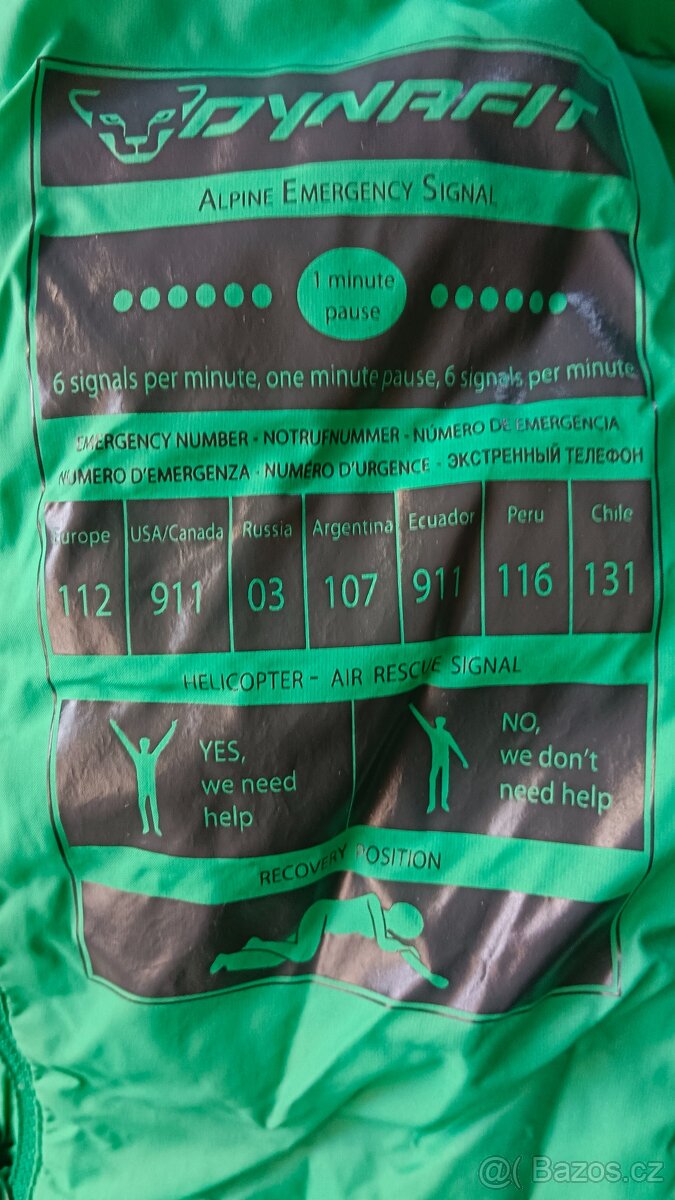 DYNAFIT
ALPINE EMERGENCY SIGNAL
1 minute
pause
6 signals per minute, one minute pause, 6 signals per minute
EMERGENCY NUMBER - NOTRUFNUMMER - NÚMERO DE EMERGENCIA
NUMERO D'EMERGENZA - NUMÉRO D'URGENCE - ЭКСТРЕННЫЙ ТЕЛЕФОН
Europe USA/Canada Russia Argentina Ecuador Peru Chile
112 911 03 107 911 116 131
HELICOPTER - AIR RESCUE SIGNAL
YES,
we need
help
NO,
we don't
need help
RECOVERY POSITION
@( Bazos.cz